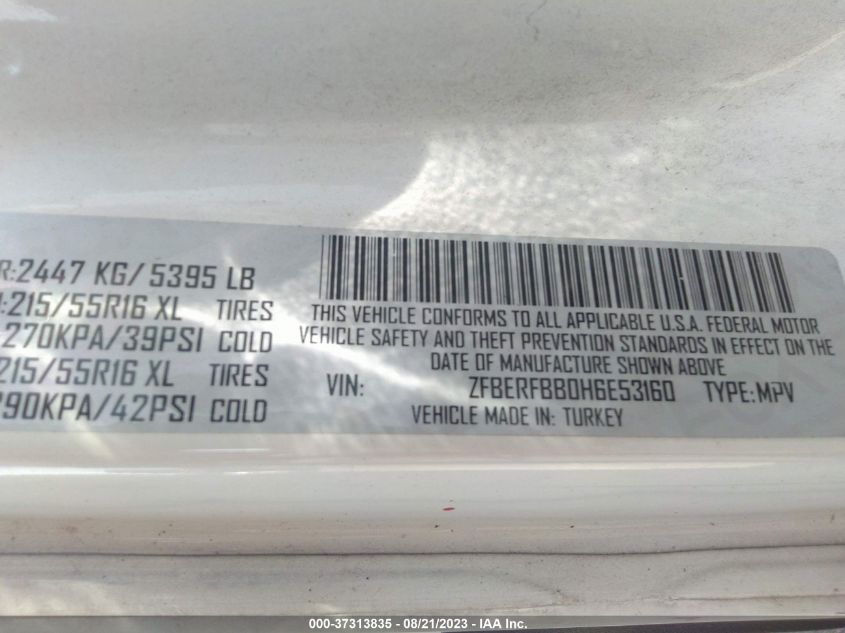 R:2447 KG/5395 LB
:215/55R16 XL TIRES
270KPA/39PSI COLD
215/55R16 XL TIRES
90KPA/42PSI COLD
THIS VEHICLE CONFORMS TO ALL APPLICABLE U.S.A. FEDERAL MOTOR
VEHICLE SAFETY AND THEFT PREVENTION STANDARDS IN EFFECT ON THE
DATE OF MANUFACTURE SHOWN ABOVE
VIN: ZFBERFBB0H6E53160 TYPE:MPV
VEHICLE MADE IN: TURKEY
000-37313835 - 08/21/2023 - IAA Inc.